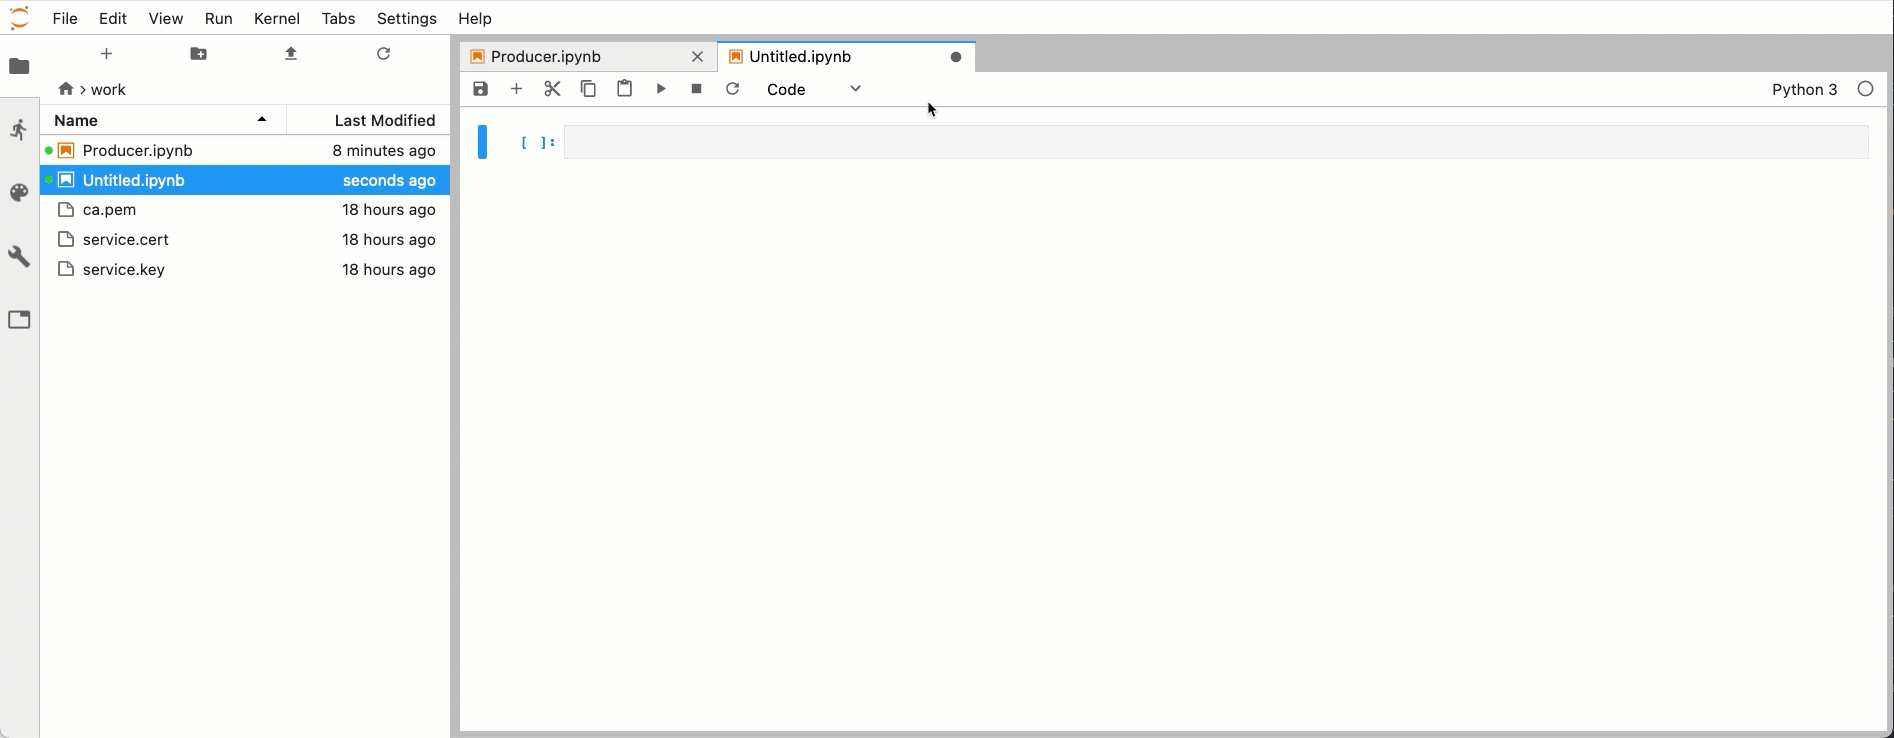 File Edit View Run Kernel Tabs Settings Help
Producer.ipynb Untitled.ipynb
> work
Code Python 3
Name Last Modified
[ ]:
Producer.ipynb 8 minutes ago
Untitled.ipynb seconds ago
ca.pem 18 hours ago
service.cert 18 hours ago
service.key 18 hours ago